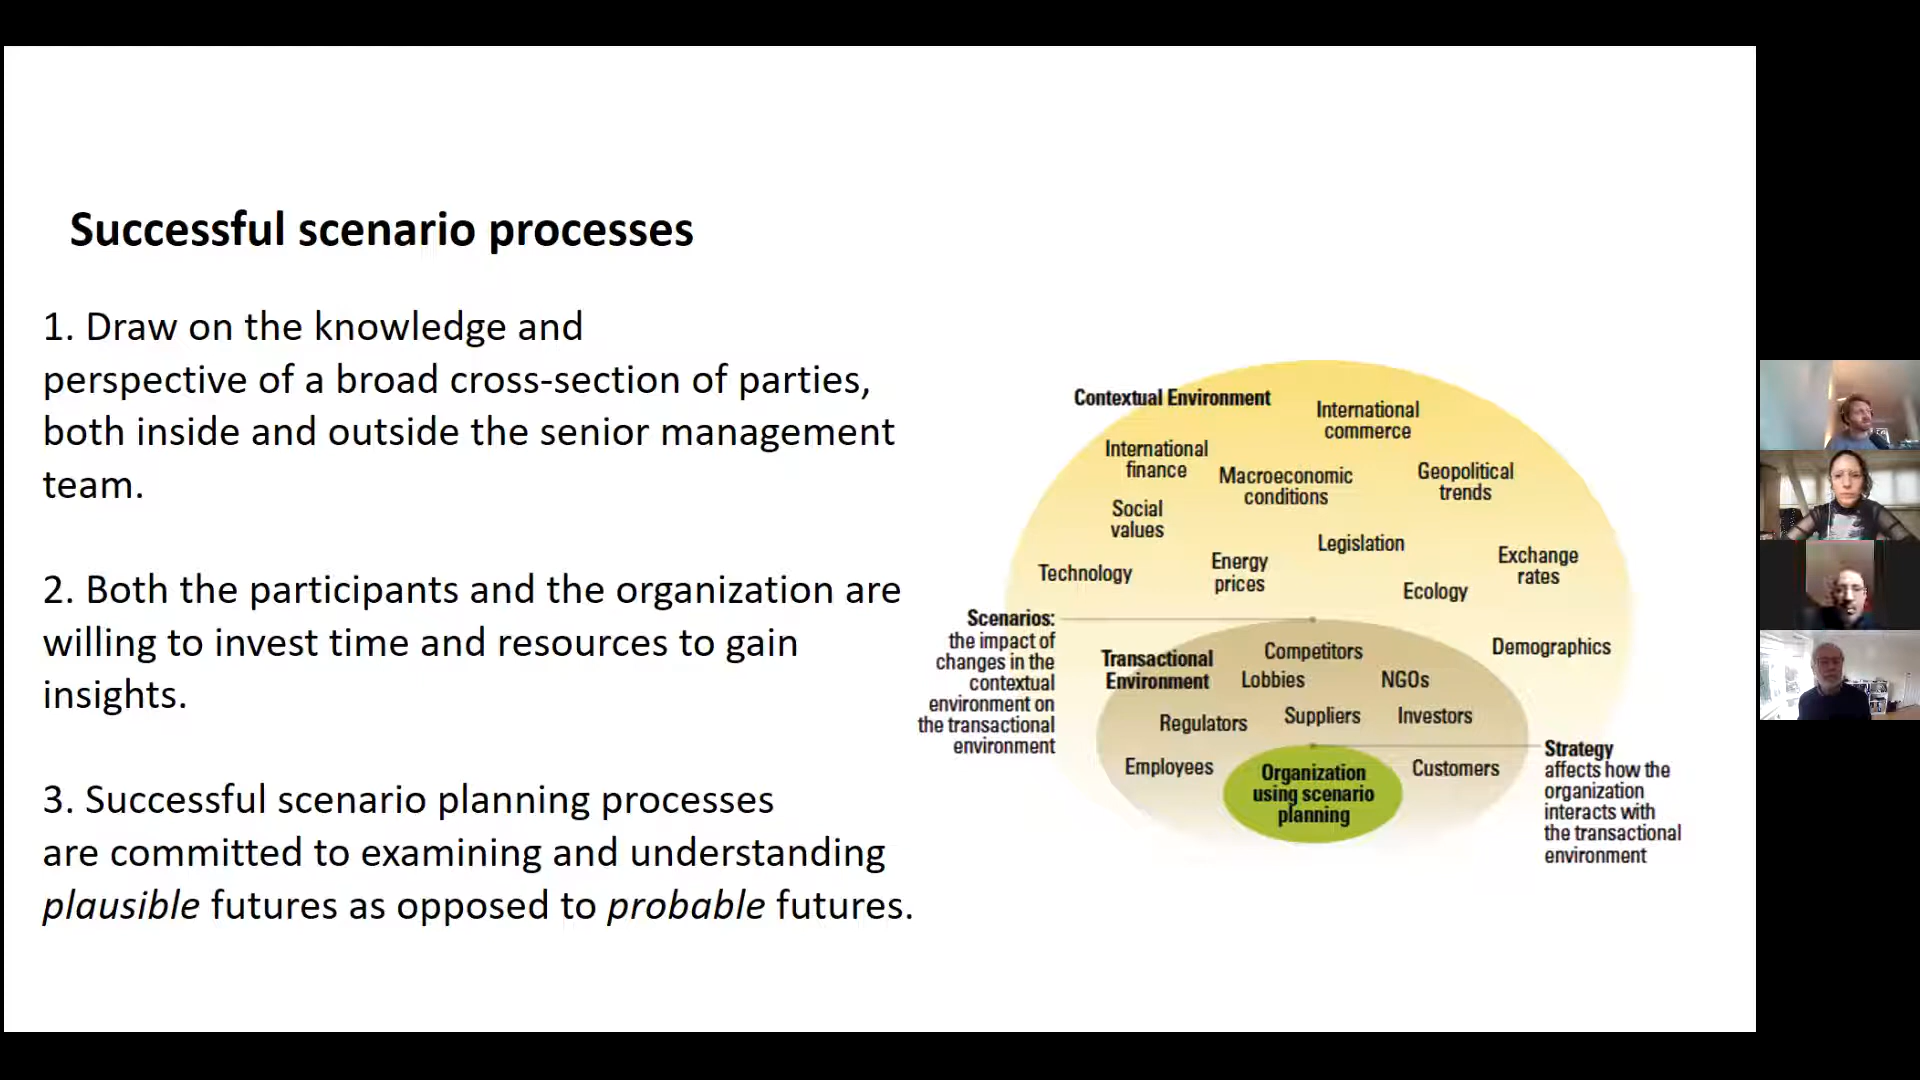 Successful scenario processes
1. Draw on the knowledge and
perspective of a broad cross-section of parties,
both inside and outside the senior management
team.
2. Both the participants and the organization are
willing to invest time and resources to gain
insights.
3. Successful scenario planning processes
are committed to examining and understanding
plausible futures as opposed to probable futures.
Contextual Environment
International
commerce
International
finance
Macroeconomic
conditions
Geopolitical
trends
Social
values
Legislation
Exchange
rates
Technology
Energy
prices
Ecology
Demographics
Scenarios:
the impact of
changes in the
contextual
environment on
the transactional
environment
Transactional
Environment
Competitors
Lobbies
NGOs
Regulators
Suppliers
Investors
Employees
Customers
Organization
using scenario
planning
Strategy
affects how the
organization
interacts with
the transactional
environment